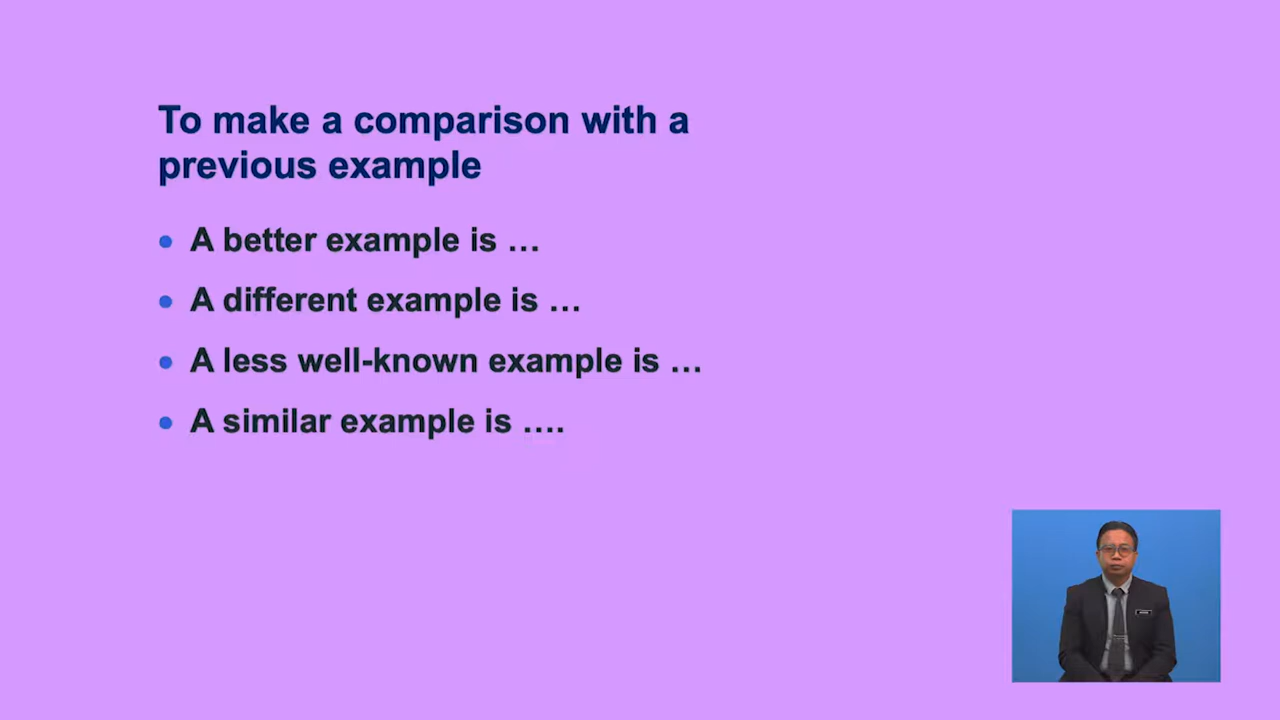 To make a comparison with a
previous example
• A better example is …
• A different example is …
• A less well-known example is …
• A similar example is ….